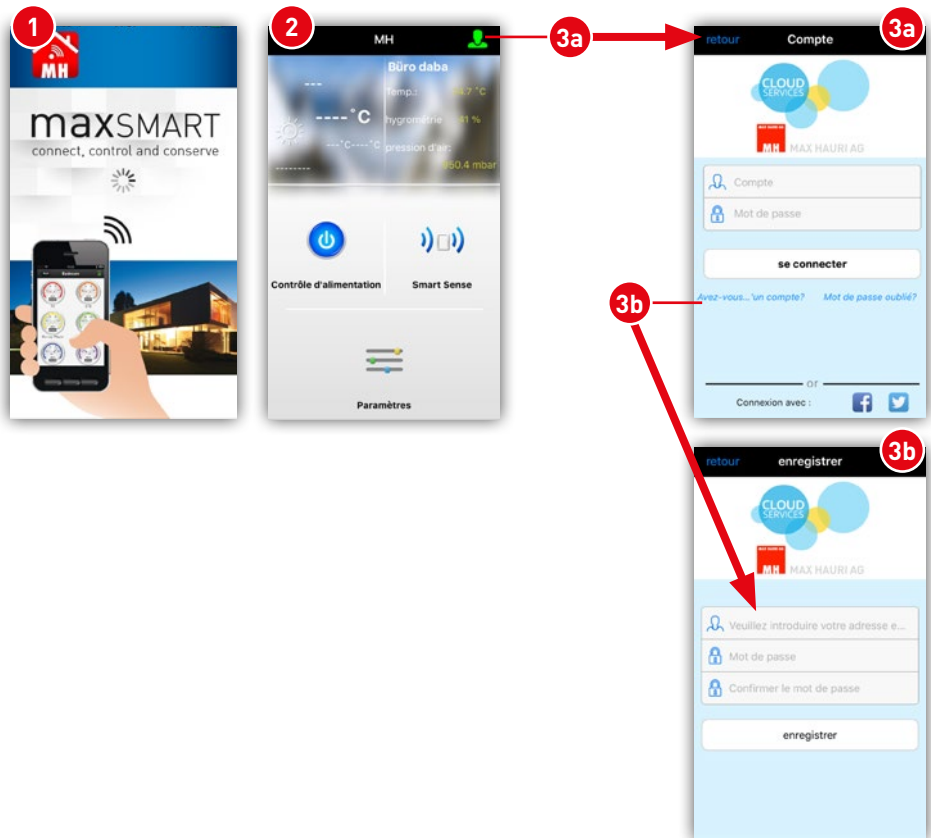 1
MH
maxSMART
connect, control and conserve
2
MH
3a
Büro daba
---
Temp.:
----°C
hygrométrie 41 %
---°C----°C
pression d'air:
--------
950.4 mbar
Contrôle d'alimentation
Smart Sense
Paramètres
3a
retour
Compte
CLOUD
SERVICES
MH
MAX HAURI AG
Compte
Mot de passe
se connecter
Avez-vous...'un compte?
Mot de passe oublié?
or
Connexion avec :
3b
3b
retour
enregistrer
CLOUD
SERVICES
MH
MAX HAURI AG
Veuillez introduire votre adresse e...
Mot de passe
Confirmer le mot de passe
enregistrer